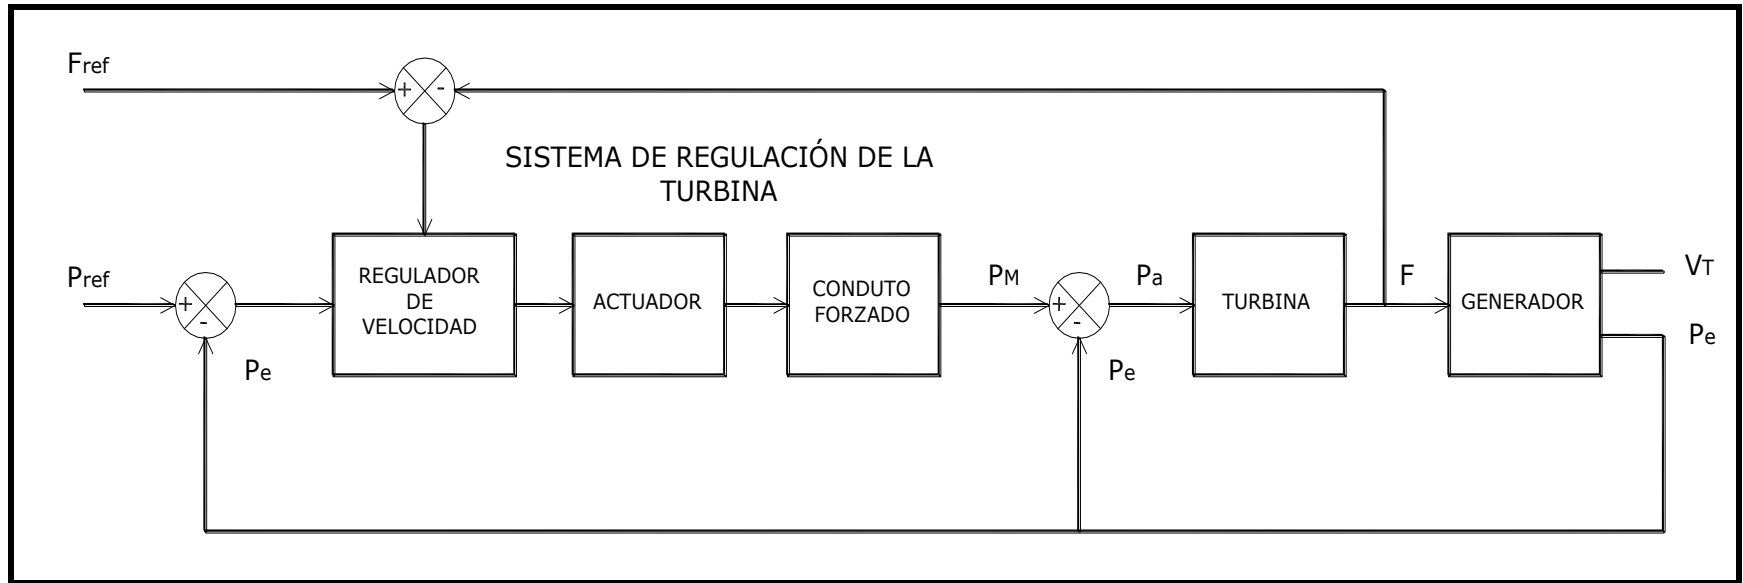 Fref
+
-
SISTEMA DE REGULACIÓN DE LA
TURBINA
Pref
+
-
Pe
REGULADOR
DE
VELOCIDAD
ACTUADOR
CONDUTO
FORZADO
PM
+
-
Pe
Pa
TURBINA
F
GENERADOR
VT
Pe